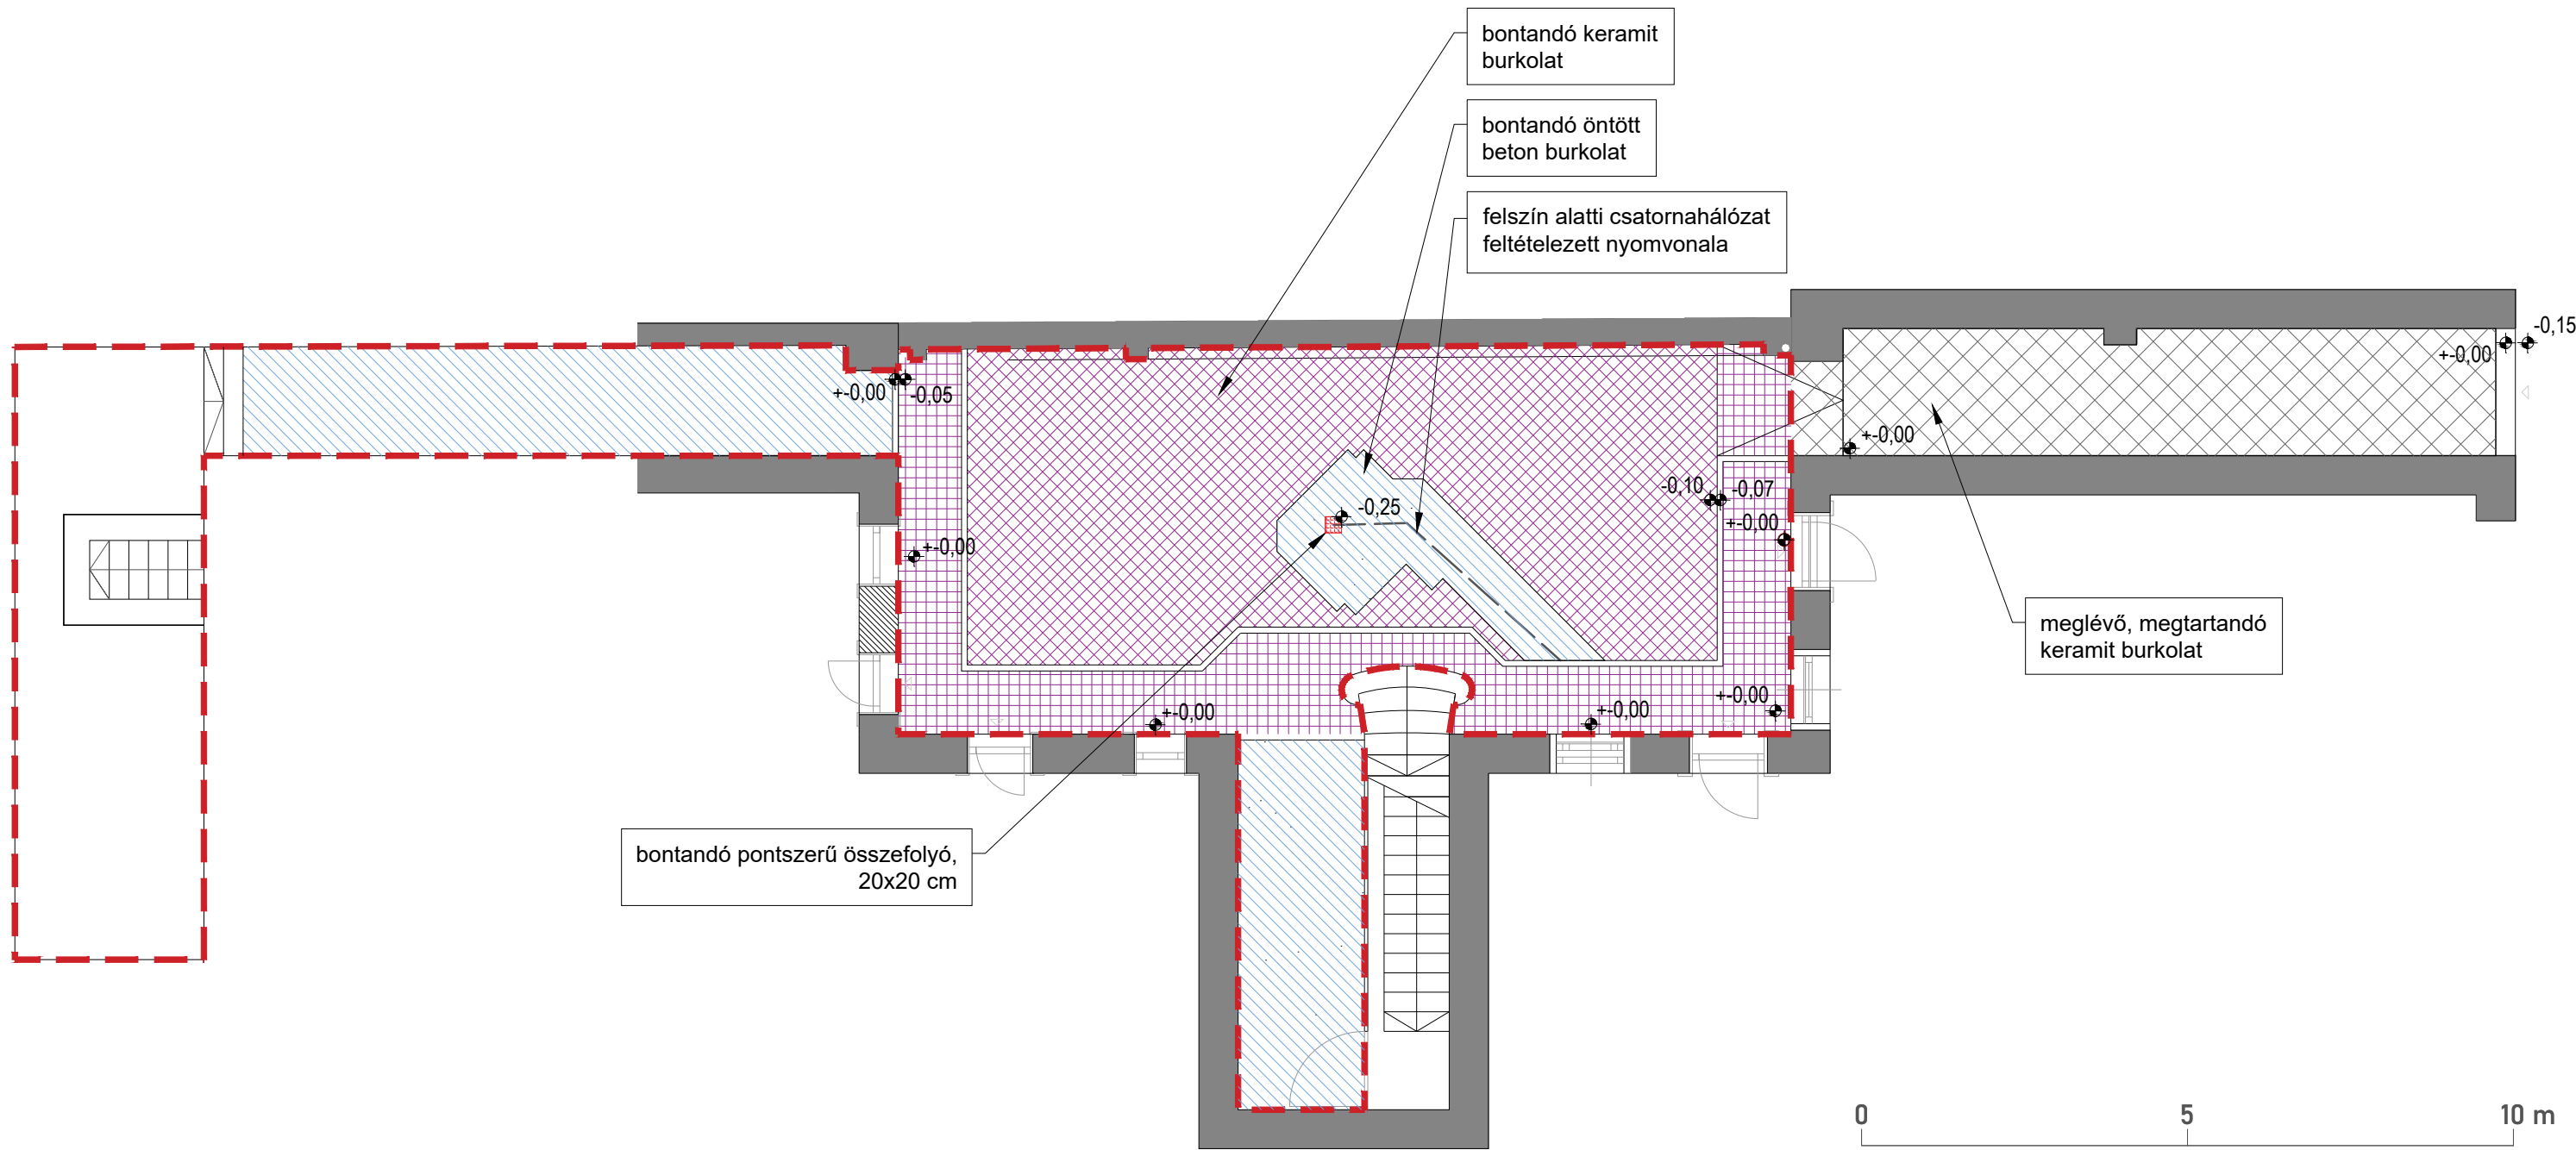 bontandó keramit
burkolat
bontandó öntött
beton burkolat
felszín alatti csatornahálózat
feltételezett nyomvonala
-0,15
+-0,00
+-0,00
-0,05
+-0,00
-0,10
-0,07
-0,25
+-0,00
+-0,00
meglévő, megtartandó
keramit burkolat
+-0,00
+-0,00
+-0,00
bontandó pontszerű összefolyó,
20x20 cm
0
5
10 m